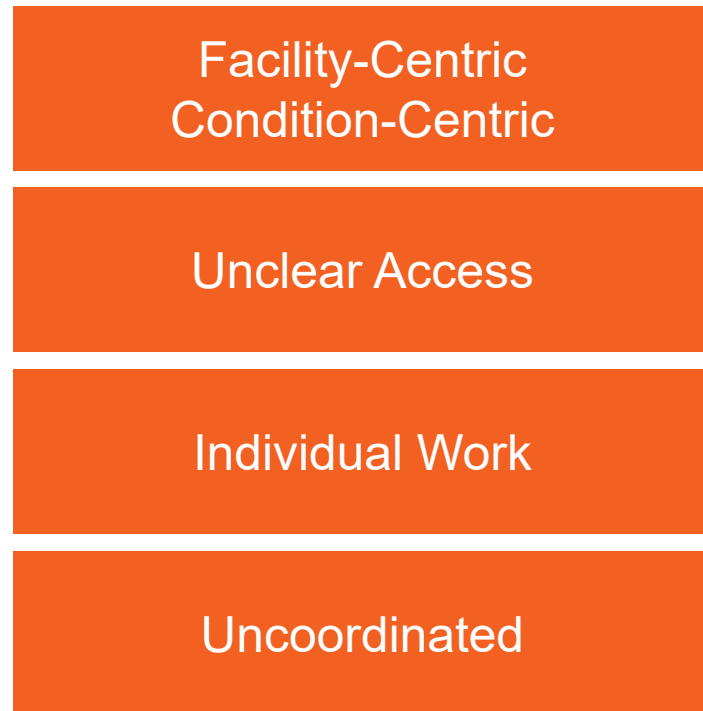 Facility-Centric
Condition-Centric
Unclear Access
Individual Work
Uncoordinated